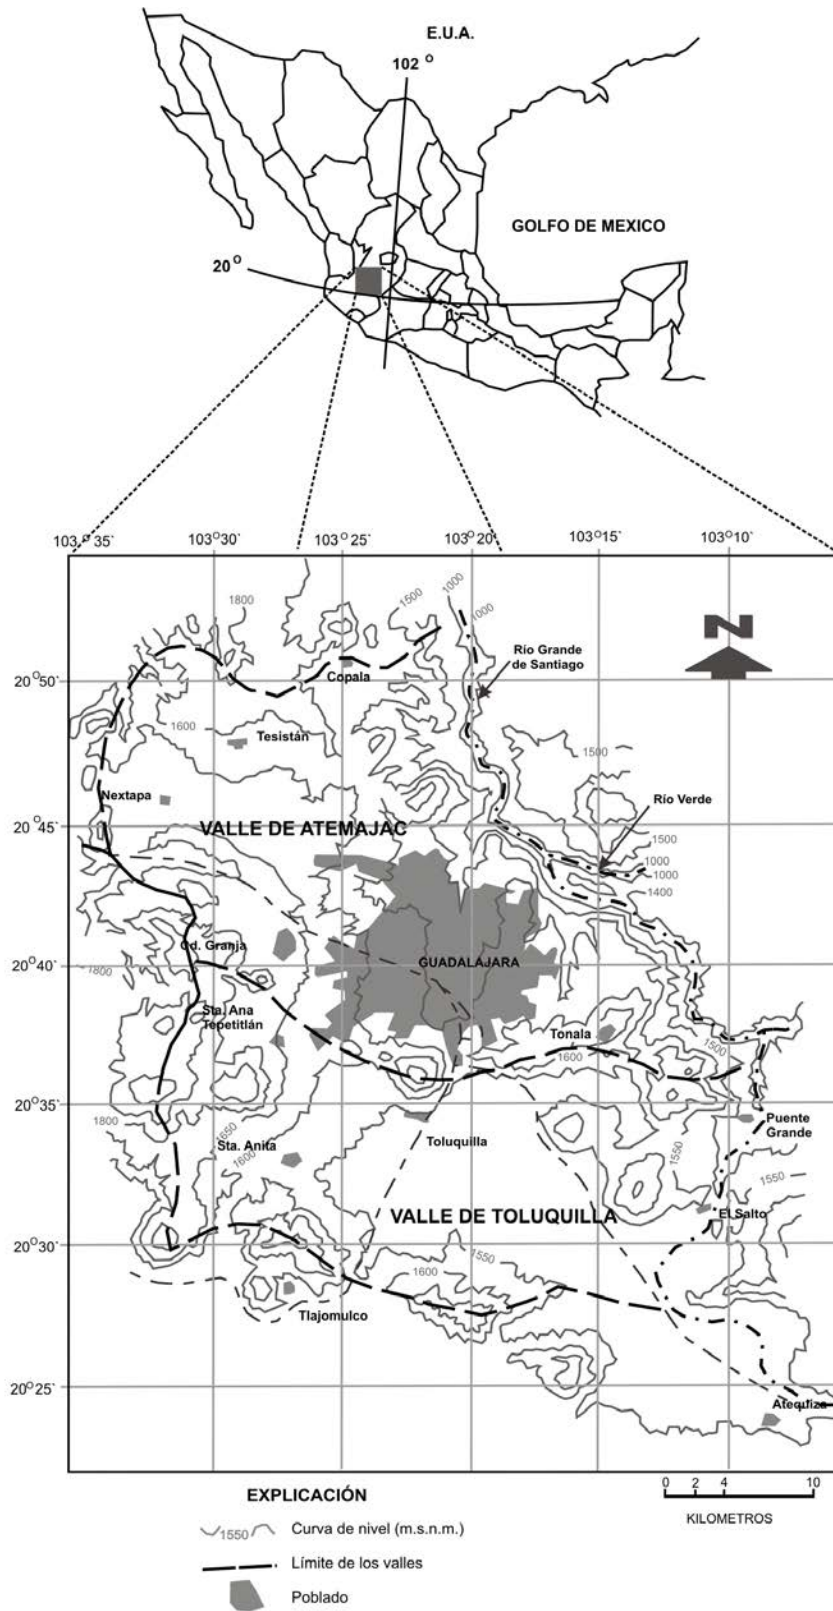 E.U.A.
102 °
GOLFO DE MEXICO
20°
103° 35'
103°30'
103°25'
103°20'
103°15'
103°10'
1800
1500
1000
1000
N
Río Grande
de Santiago
20°50'
Copala
1600
Tesistán
1500
Nextapa
Río Verde
20°45'
VALLE DE ATEMAJAC
1500
1000
1000
1400
Cd. Granja
GUADALAJARA
20°40'
1800
Sta. Ana
Tepetitlán
Tonala
1500
1600
20°35'
1800
1650
Puente
Grande
Sta. Anita
1600
Toluquilla
1550
1550
VALLE DE TOLUQUILLA
El Salto
20°30'
1550
1600
Tlajomulco
20°25'
Atequiza
EXPLICACIÓN
0 2 4 10
KILOMETROS
1550 Curva de nivel (m.s.n.m.)
Límite de los valles
Poblado